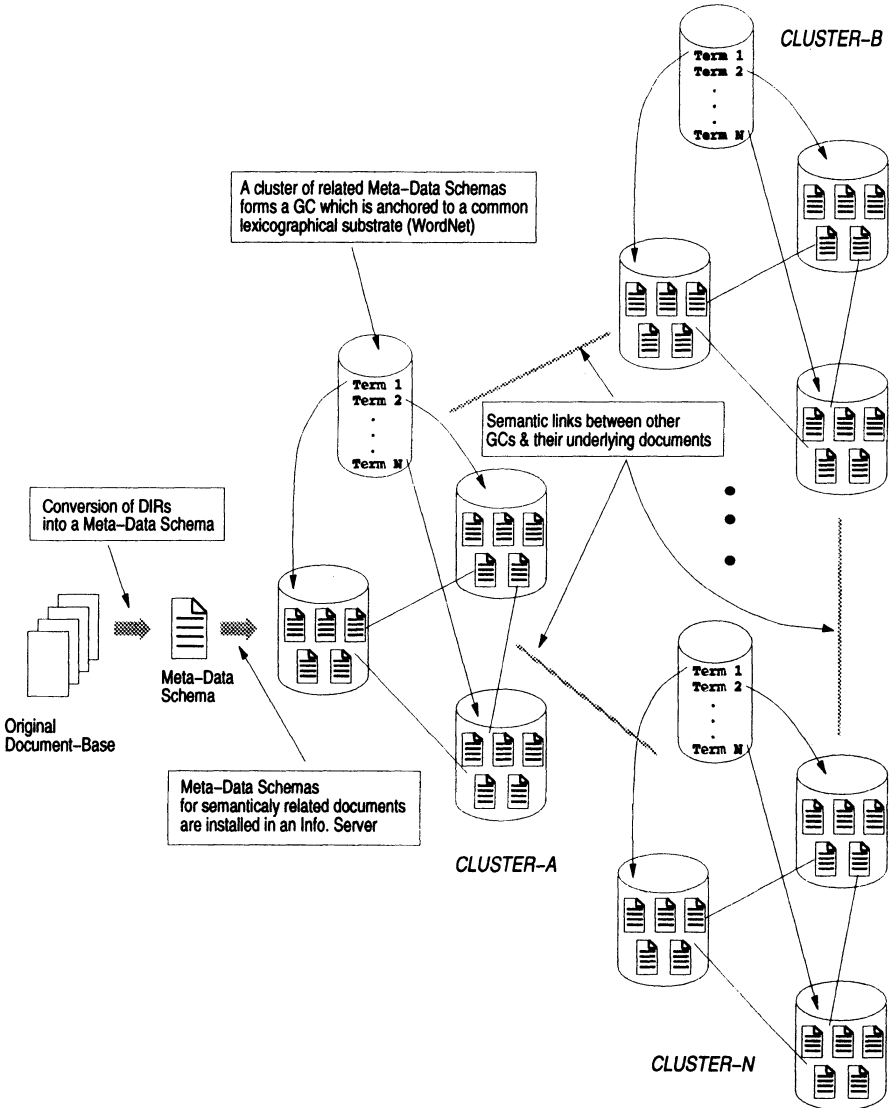 CLUSTER-B
Term 1
Term 2
.
.
.
Term N
A cluster of related Meta-Data Schemas
forms a GC which is anchored to a common
lexicographical substrate (WordNet)
Term 1
Term 2
.
.
.
Term N
Semantic links between other
GCs & their underlying documents
Conversion of DIRs
into a Meta-Data Schema
Meta-Data
Schema
Original
Document-Base
Term 1
Term 2
.
.
.
Term N
Meta-Data Schemas
for semanticaly related documents
are installed in an Info. Server
CLUSTER-A
CLUSTER-N